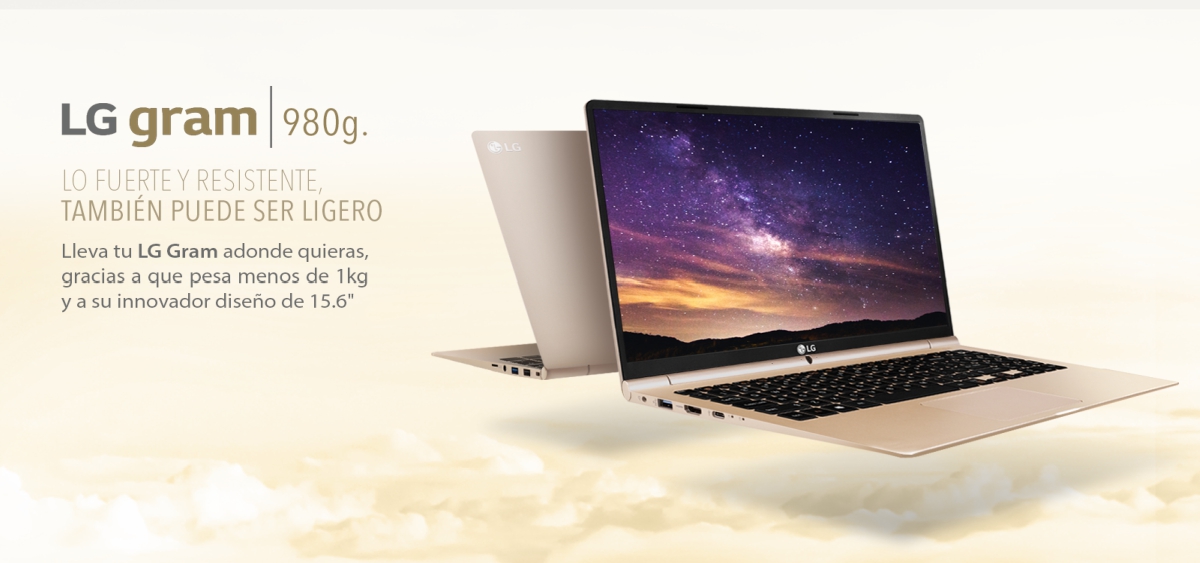 LG gram | 980g.
LO FUERTE Y RESISTENTE,
TAMBIÉN PUEDE SER LIGERO
Lleva tu LG Gram adonde quieras,
gracias a que pesa menos de 1kg
y a su innovador diseño de 15.6"
LG
LG